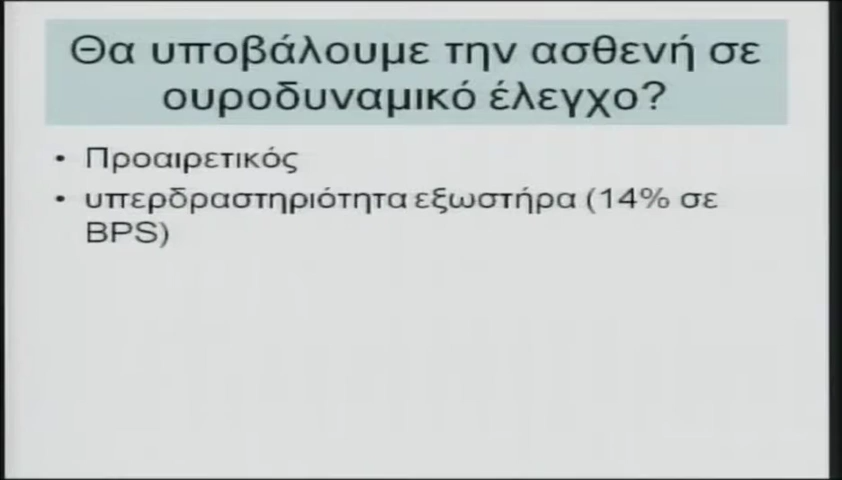 Θα υποβάλουμε την ασθενή σε
ουροδυναμικό έλεγχο?
• Προαιρετικός
• υπερδραστηριότητα εξωστήρα (14% σε
BPS)